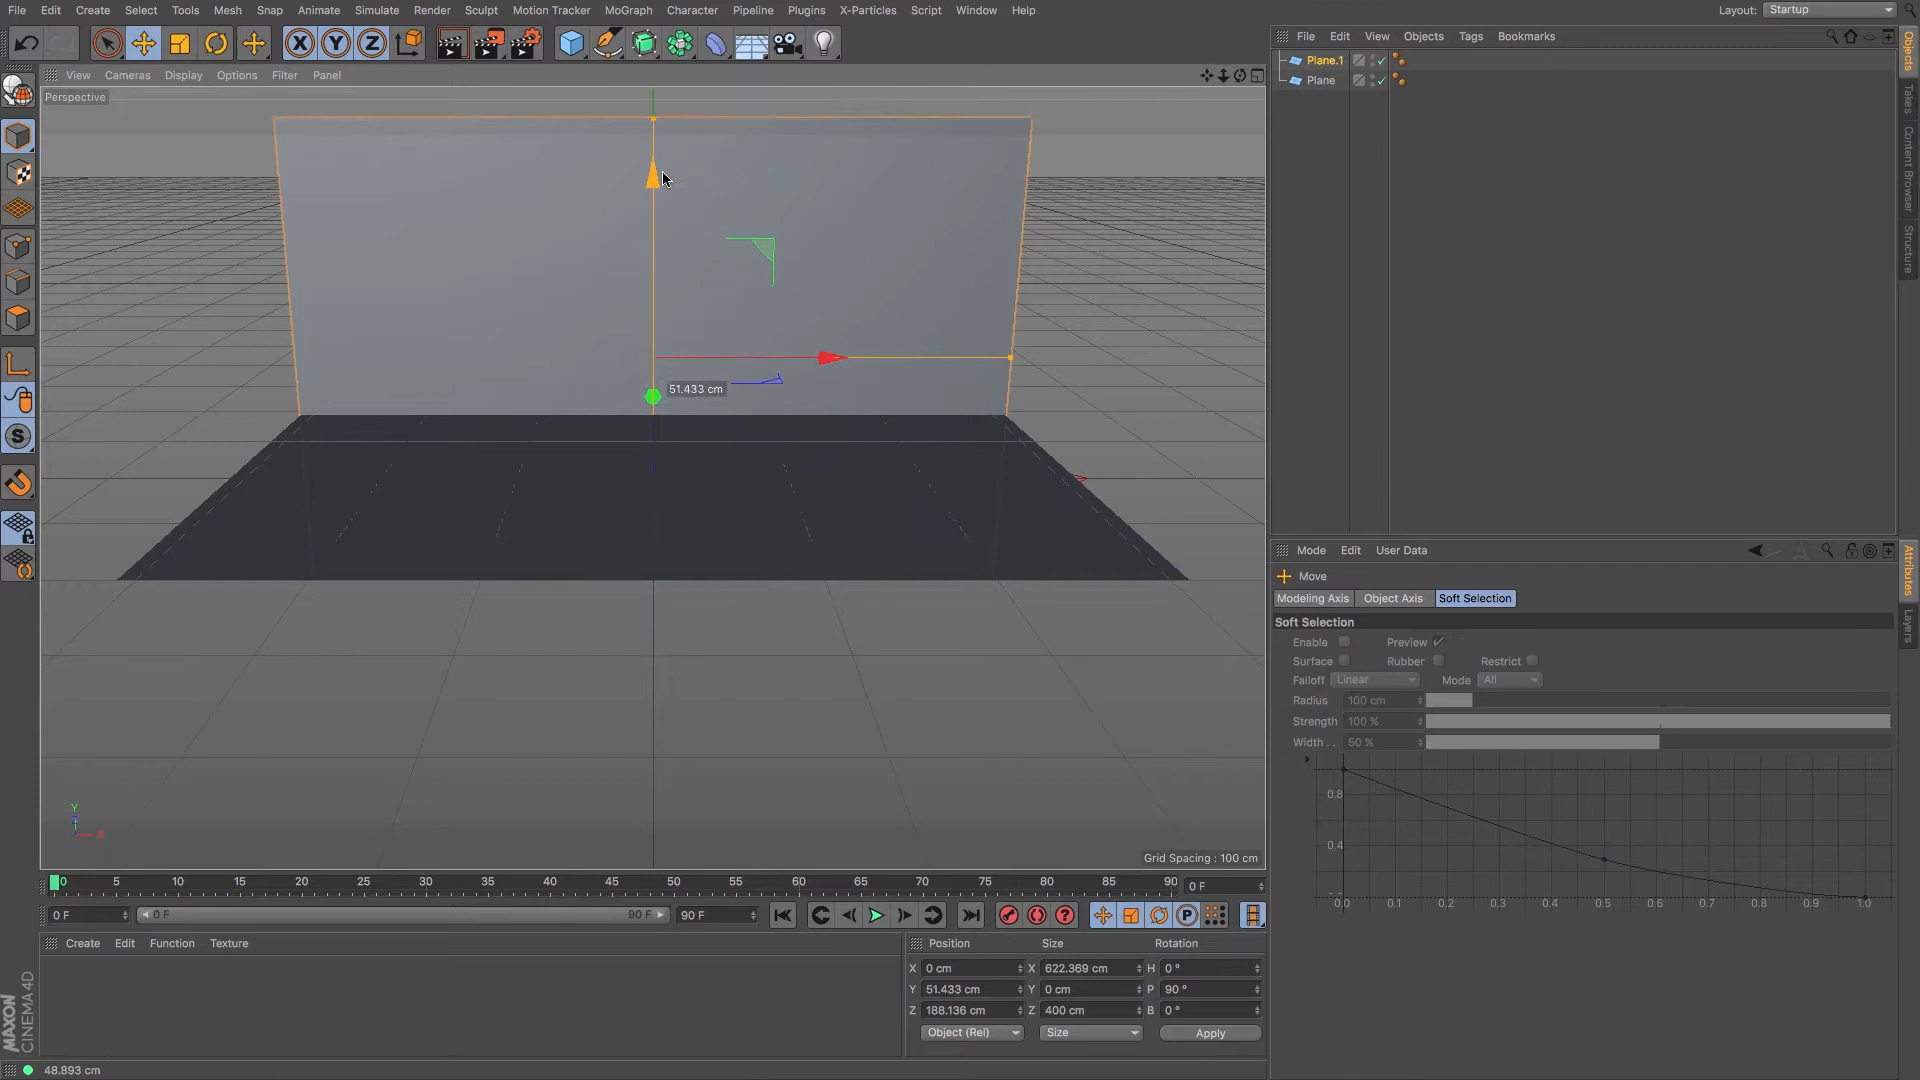 File Edit Create Select Tools Mesh Snap Animate Simulate Render Sculpt Motion Tracker MoGraph Character Pipeline Plugins X-Particles Script Window Help Layout: Startup
X Y Z
File Edit View Objects Tags Bookmarks
Plane.1
Plane
View Cameras Display Options Filter Panel
Perspective
51.433 cm
Y
Z
X
Grid Spacing : 100 cm
Objects
Takes
Content Browser
Structure
Mode Edit User Data
Move
Modeling Axis Object Axis Soft Selection
Soft Selection
Enable Preview
Surface Rubber Restrict
Falloff Linear Mode All
Radius 100 cm
Strength 100 %
Width . . 50 %
0.8
0.4
0.0 0.1 0.2 0.3 0.4 0.5 0.6 0.7 0.8 0.9 1.0
Attributes
Layers
0 5 10 15 20 25 30 35 40 45 50 55 60 65 70 75 80 85 90 0 F
0 F 0 F 90 F 90 F
P
Create Edit Function Texture
Position Size Rotation
X 0 cm X 622.369 cm H 0 °
Y 51.433 cm Y 0 cm P 90 °
Z 188.136 cm Z 400 cm B 0 °
Object (Rel) Size Apply
MAXON
CINEMA 4D
48.893 cm